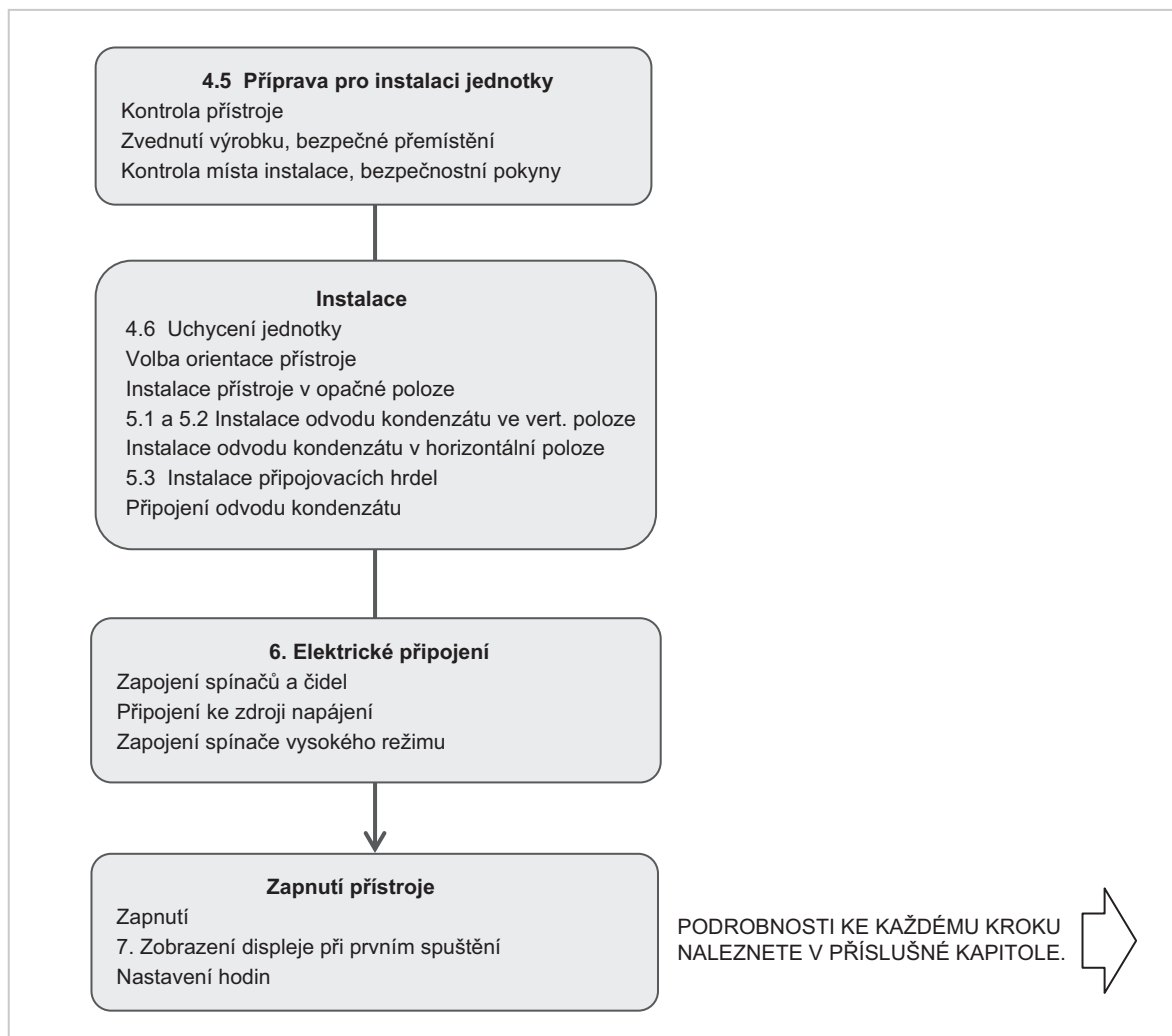 4.5 Příprava pro instalaci jednotky
Kontrola přístroje
Zvednutí výrobku, bezpečné přemístění
Kontrola místa instalace, bezpečnostní pokyny
Instalace
4.6 Uchycení jednotky
Volba orientace přístroje
Instalace přístroje v opačné poloze
5.1 a 5.2 Instalace odvodu kondenzátu ve vert. poloze
Instalace odvodu kondenzátu v horizontální poloze
5.3 Instalace připojovacích hrdel
Připojení odvodu kondenzátu
6. Elektrické připojení
Zapojení spínačů a čidel
Připojení ke zdroji napájení
Zapojení spínače vysokého režimu
Zapnutí přístroje
Zapnutí
7. Zobrazení displeje při prvním spuštění
Nastavení hodin
PODROBNOSTI KE KAŽDÉMU KROKU
NALEZNETE V PŘÍSLUŠNÉ KAPITOLE.